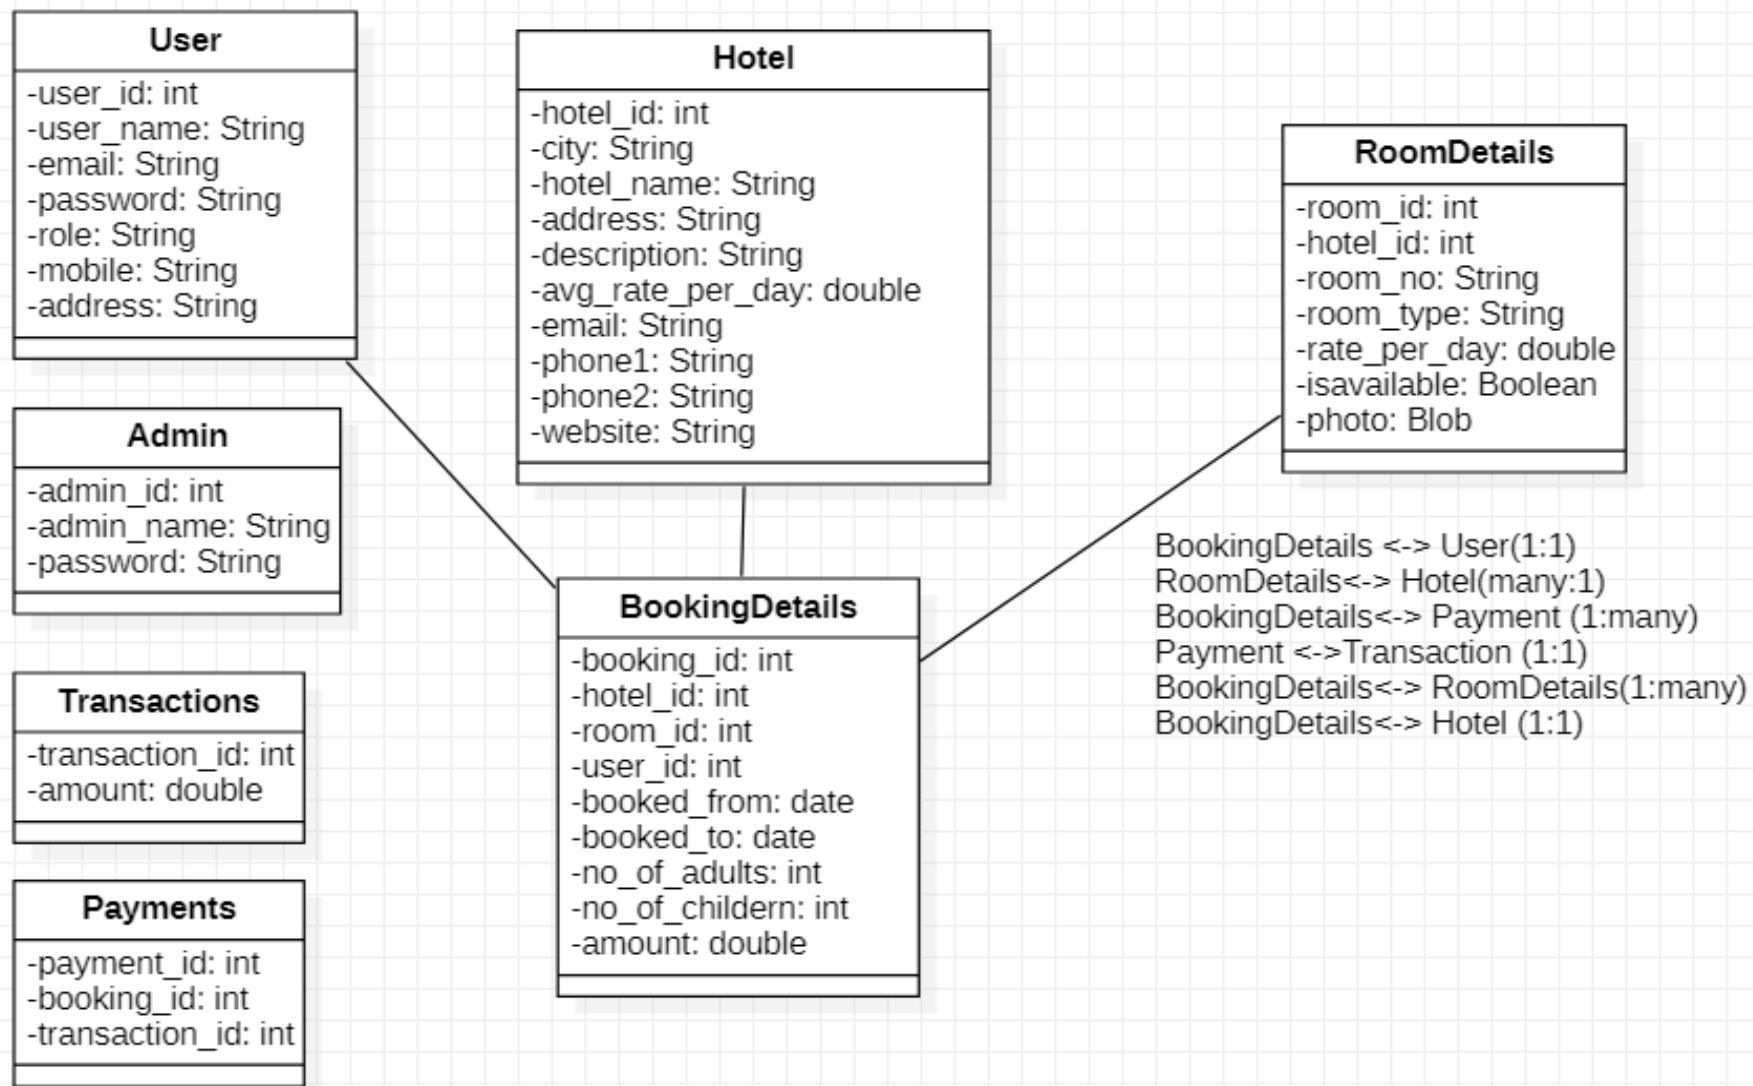 User
-user_id: int
-user_name: String
-email: String
-password: String
-role: String
-mobile: String
-address: String
Admin
-admin_id: int
-admin_name: String
-password: String
Transactions
-transaction_id: int
-amount: double
Payments
-payment_id: int
-booking_id: int
-transaction_id: int
Hotel
-hotel_id: int
-city: String
-hotel_name: String
-address: String
-description: String
-avg_rate_per_day: double
-email: String
-phone1: String
-phone2: String
-website: String
BookingDetails
-booking_id: int
-hotel_id: int
-room_id: int
-user_id: int
-booked_from: date
-booked_to: date
-no_of_adults: int
-no_of_childern: int
-amount: double
RoomDetails
-room_id: int
-hotel_id: int
-room_no: String
-room_type: String
-rate_per_day: double
-isavailable: Boolean
-photo: Blob
BookingDetails <-> User(1:1)
RoomDetails<-> Hotel(many:1)
BookingDetails<-> Payment (1:many)
Payment <->Transaction (1:1)
BookingDetails<-> RoomDetails(1:many)
BookingDetails<-> Hotel (1:1)